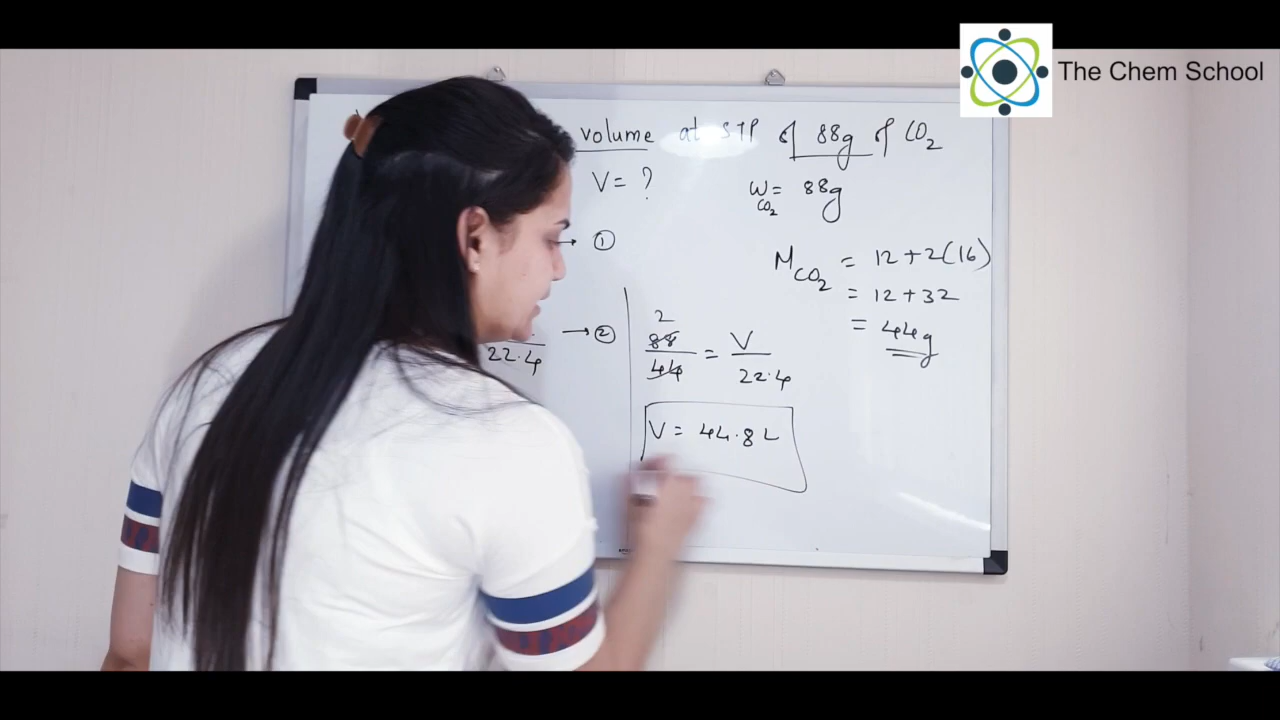 The Chem School
volume at STP of 88g of CO2
V = ?
W CO2 = 88g
→ ①
M CO2 = 12 + 2(16)
= 12 + 32
= 44g
22.4 → ②
2
88/44 = V/22.4
V = 44.8 L